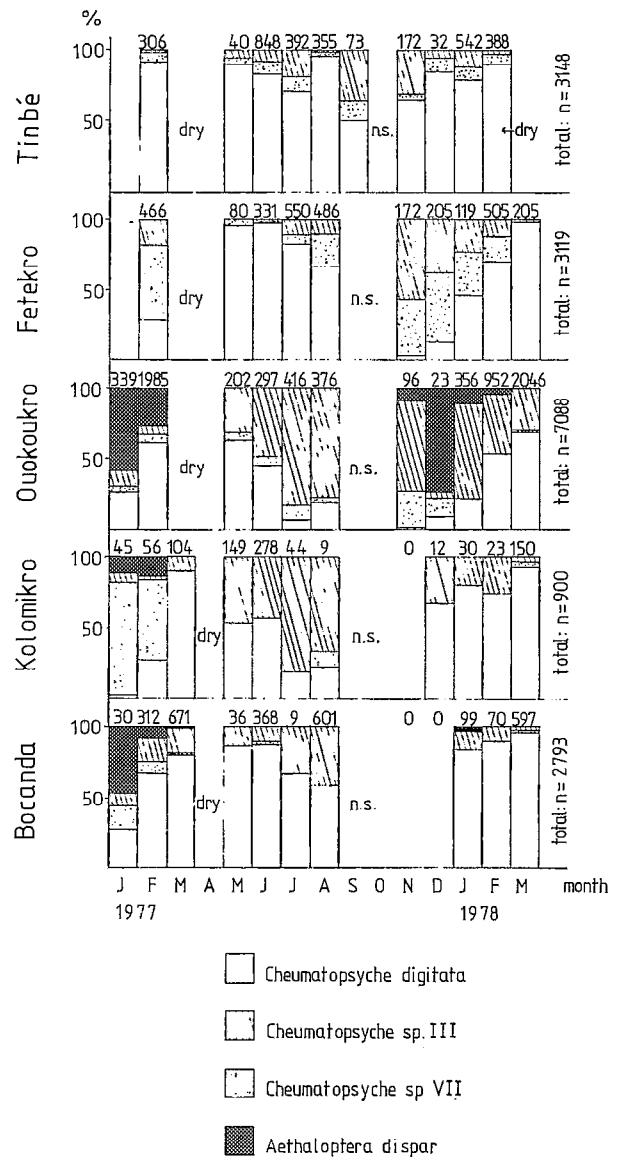 %
Tinbé
100
50
306
40 848 392 355 73
172 32 542 388
dry
n.s.
←dry
total: n=3148
Fetekro
100
50
466
80 331 550 486
172 205 119 505 205
dry
n.s.
total: n=3119
Ouokoukro
100
50
339 1985
202 297 416 376
96 23 356 952 2046
dry
n.s.
total: n=7088
Kolomikro
100
50
45 56 104
149 278 44 9
0 12 30 23 150
dry
n.s.
total: n=900
Bocanda
100
50
30 312 671
36 368 9 601
0 0 99 70 597
dry
n.s.
total: n=2793
J F M A M J J A S O N D J F M month
1977 1978
Cheumatopsyche digitata
Cheumatopsyche sp. III
Cheumatopsyche sp VII
Aethaloptera dispar